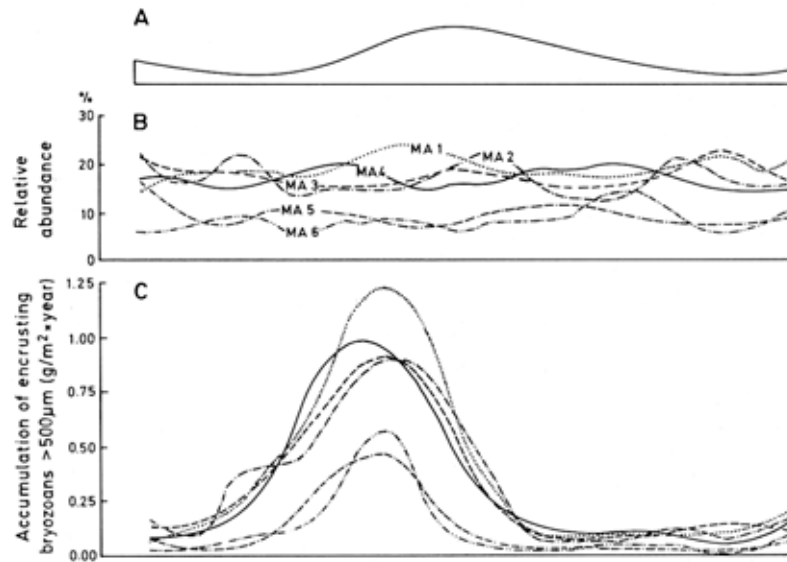 A
%
30
B
20
10
0
Relative
abundance
MA 1
MA 2
MA4
MA 3
MA 5
MA 6
C
1.25
1.00
0.75
0.50
0.25
0.00
Accumulation of encrusting
bryozoans >500µm (g/m²×year)